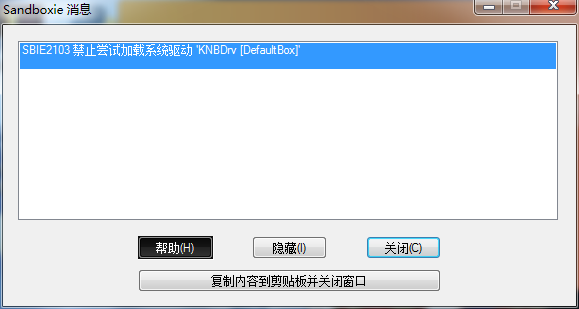 Sandboxie 消息
SBIE2103 禁止尝试加载系统驱动 'KNBDrv [DefaultBox]'
帮助(H)
隐藏(I)
关闭(C)
复制内容到剪贴板并关闭窗口